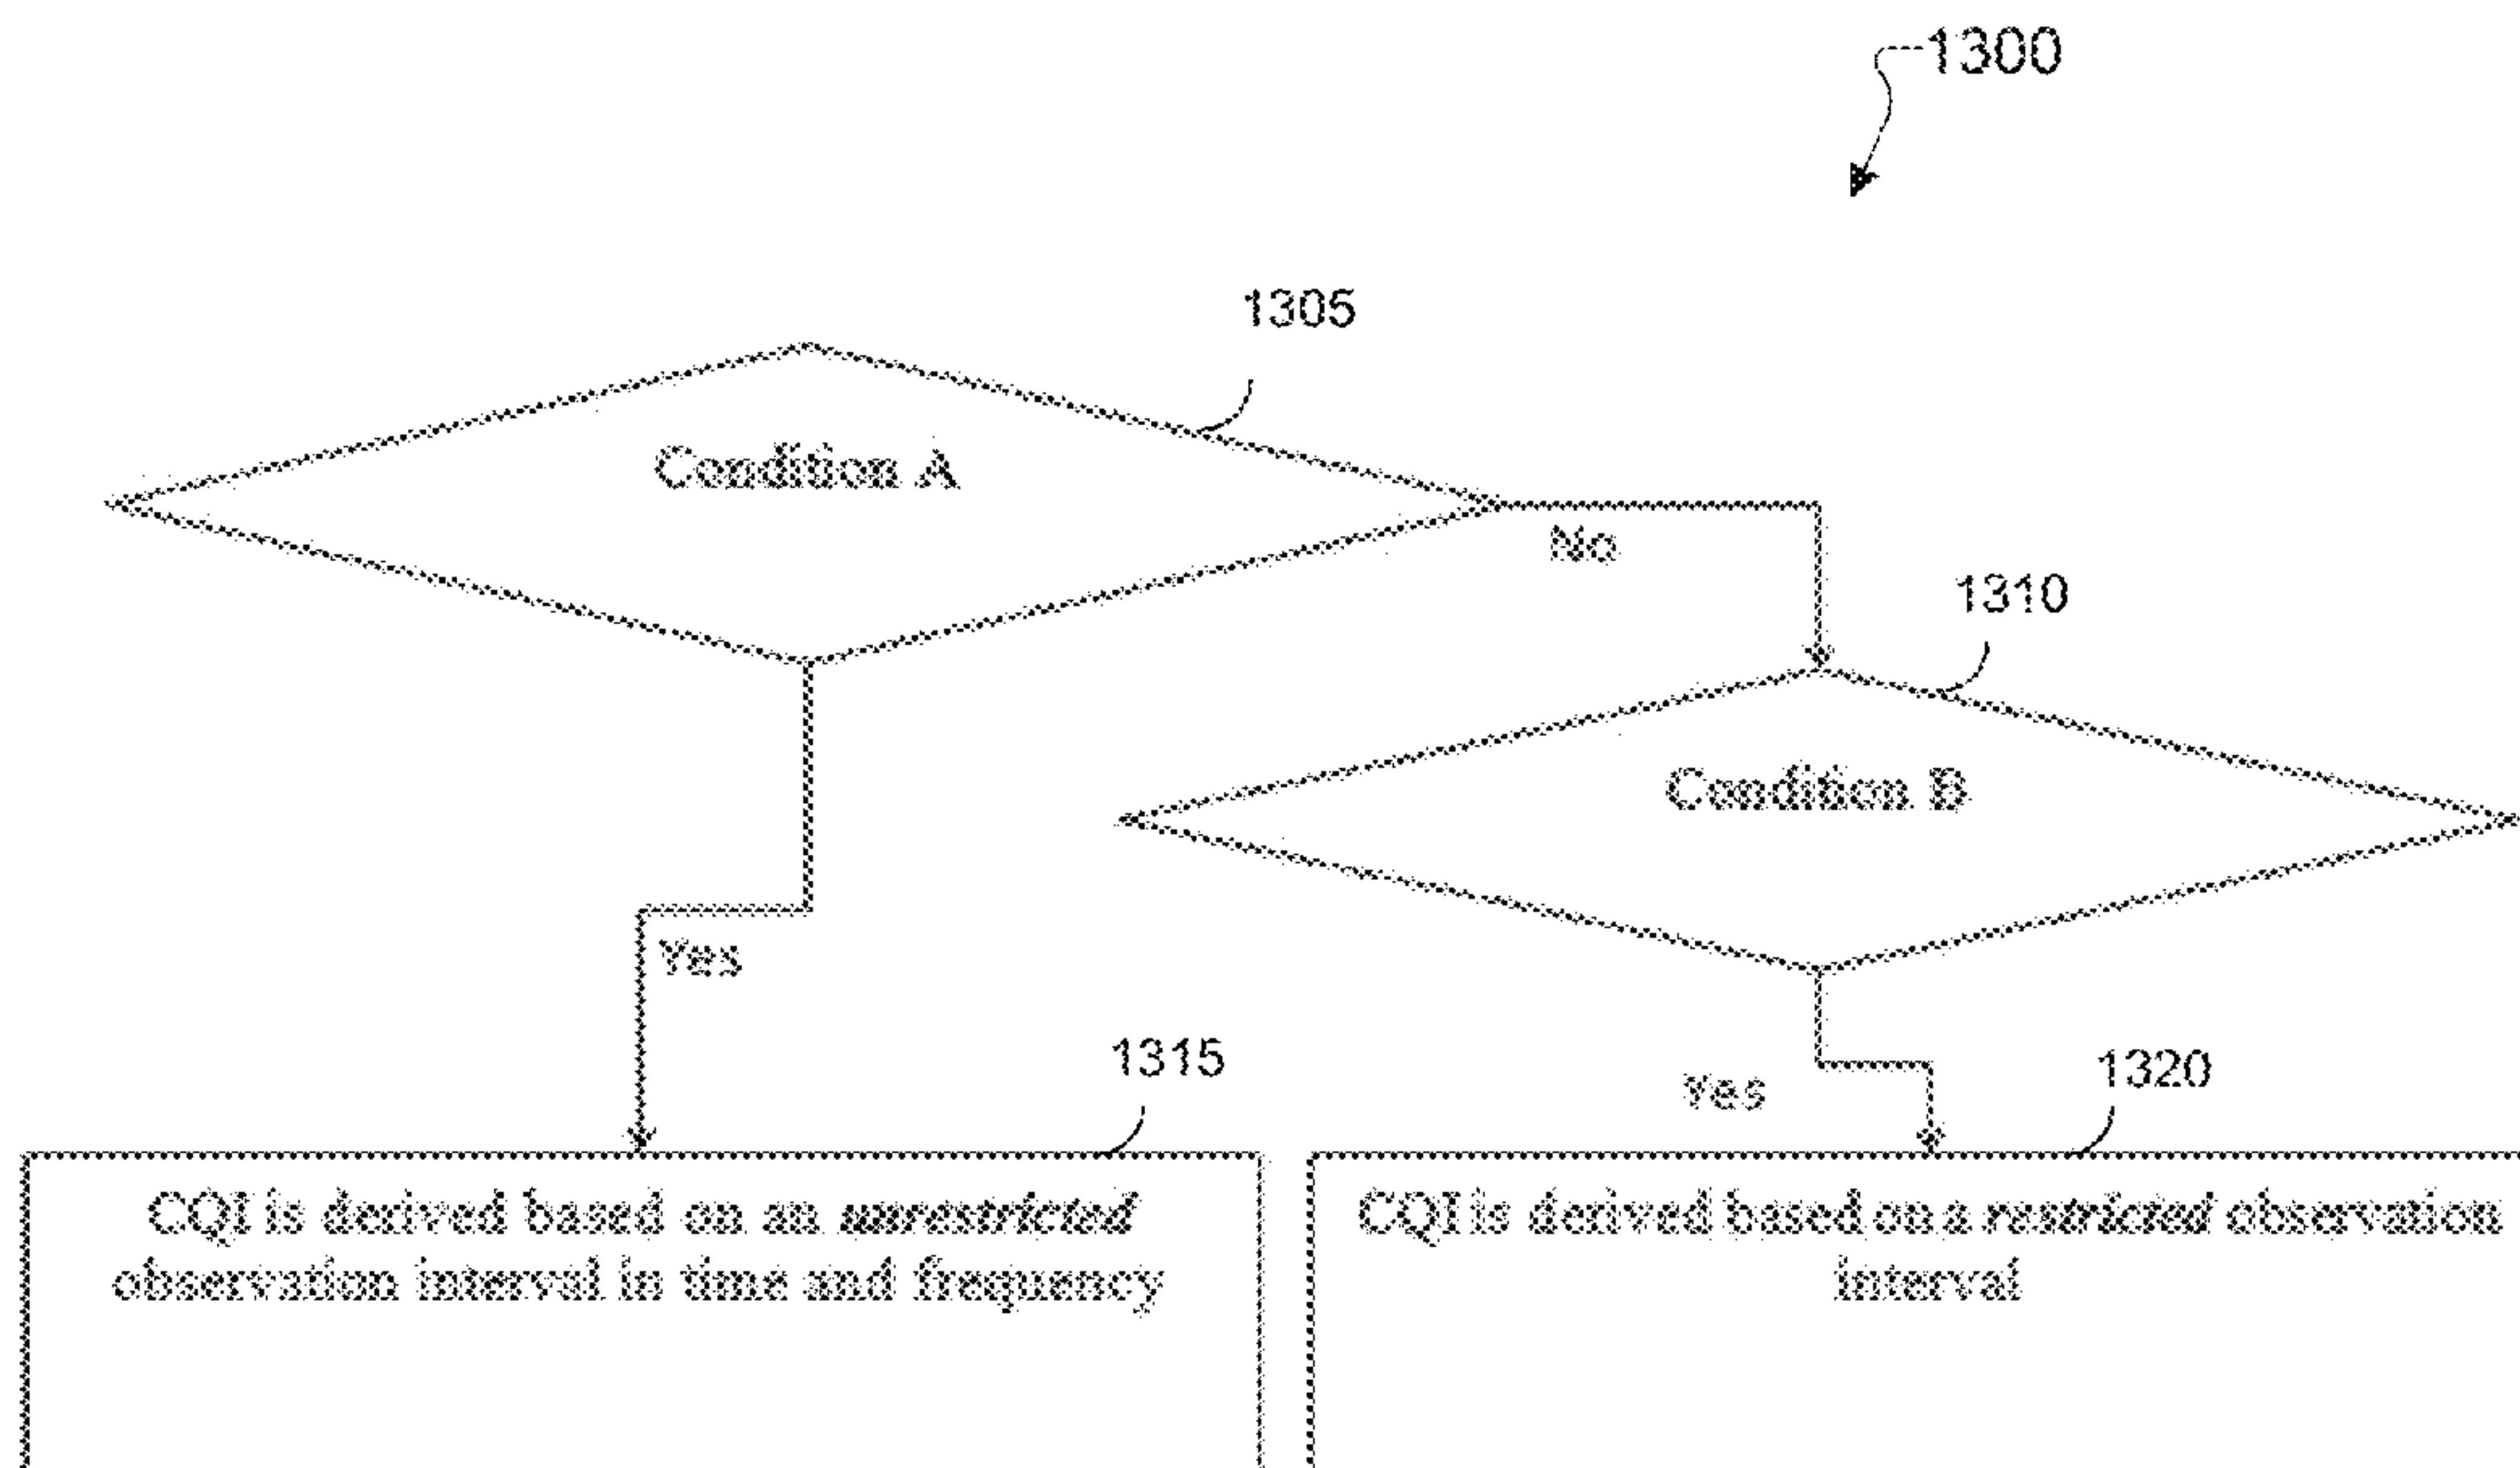 1300
1305
Condition A
No
1310
Condition B
Yes
1315
Yes
1320
CQI is derived based on an unrestricted
observation interval in time and frequency
CQI is derived based on a restricted observation
interval